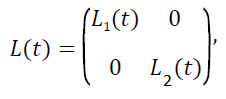 L(t) = ( L₁(t) 0
0 L₂(t) ),